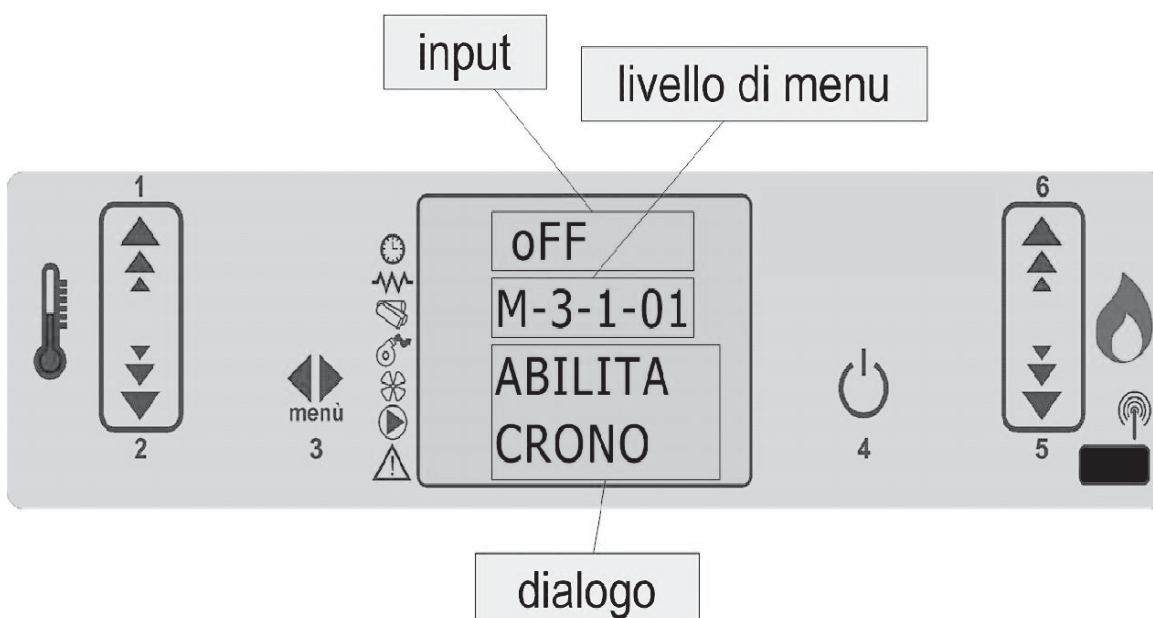 input
livello di menu
1
6
oFF
M-3-1-01
ABILITA
CRONO
menù
2
3
4
5
dialogo